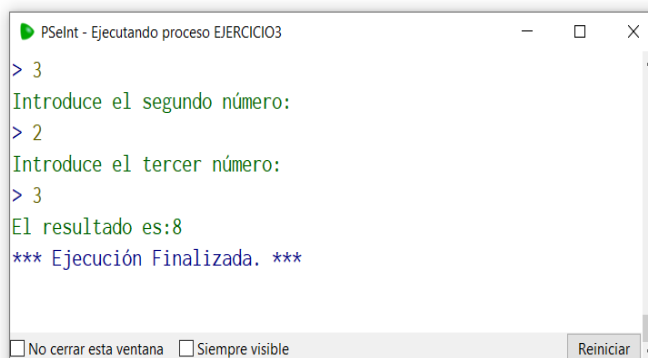 PSeInt - Ejecutando proceso EJERCICIO3
> 3
Introduce el segundo número:
> 2
Introduce el tercer número:
> 3
El resultado es:8
*** Ejecución Finalizada. ***
No cerrar esta ventana Siempre visible Reiniciar